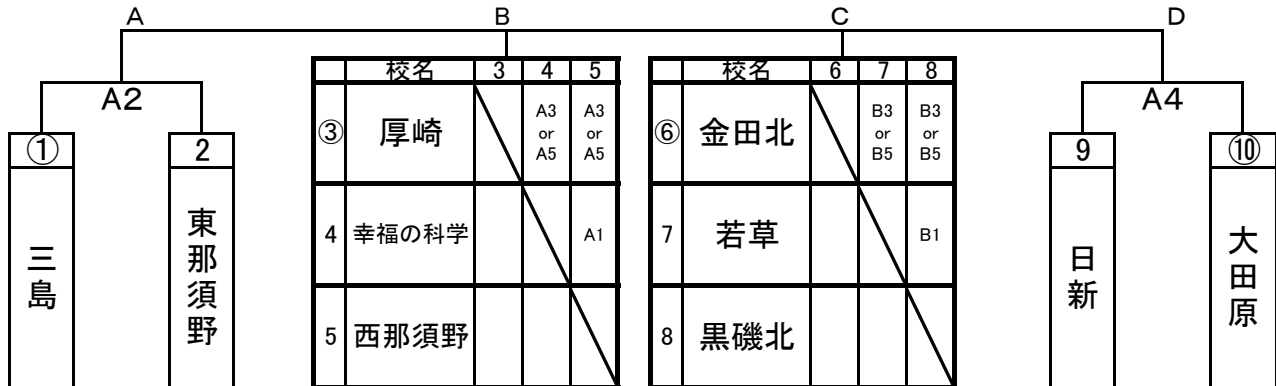 A B C D
A2 A4
校名 3 4 5
③ 厚崎 A3 or A5 A3 or A5
4 幸福の科学 A1
5 西那須野
校名 6 7 8
⑥ 金田北 B3 or B5 B3 or B5
7 若草 B1
8 黒磯北
①
三島
2
東那須野
9
日新
⑩
大田原